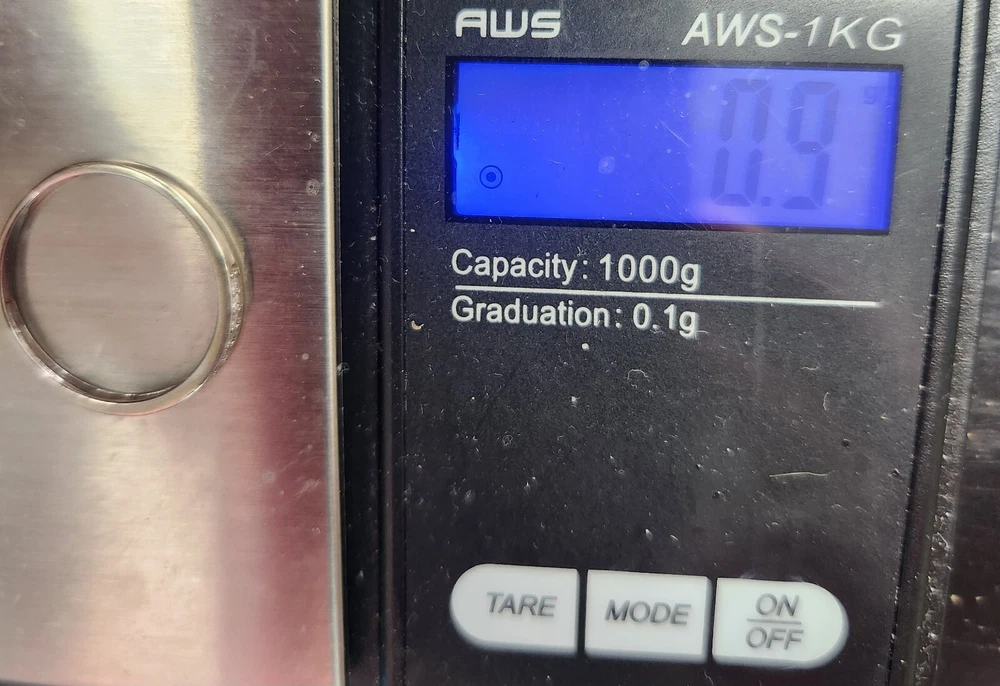 AWS
AWS-1KG
0.9 g
Capacity: 1000g
Graduation: 0.1g
TARE
MODE
ON
OFF